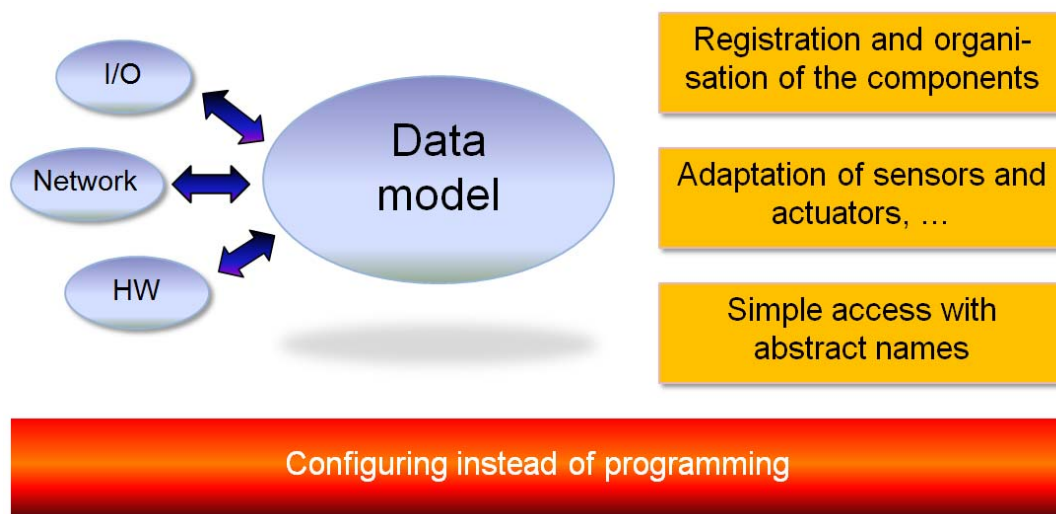 I/O
Network
HW
Data
model
Registration and organi-
sation of the components
Adaptation of sensors and
actuators, ...
Simple access with
abstract names
Configuring instead of programming